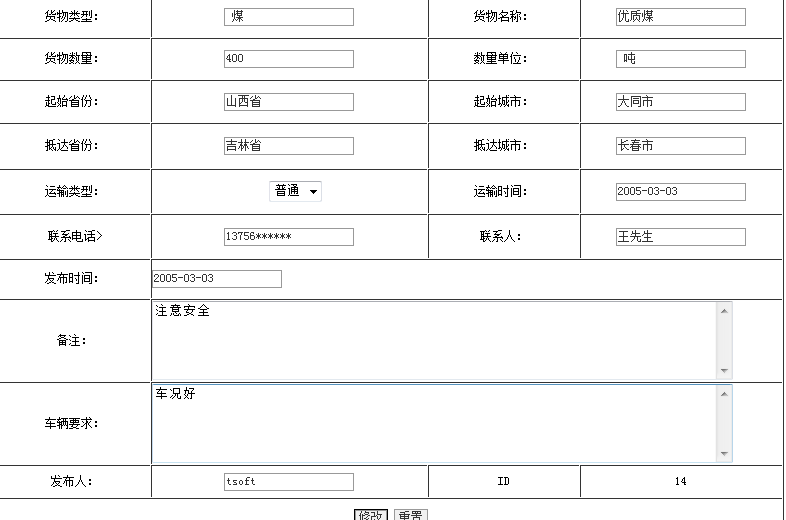 货物类型: 煤 货物名称: 优质煤
货物数量: 400 数量单位: 吨
起始省份: 山西省 起始城市: 大同市
抵达省份: 吉林省 抵达城市: 长春市
运输类型: 普通 运输时间: 2005-03-03
联系电话> 13756****** 联系人: 王先生
发布时间: 2005-03-03
备注: 注意安全
车辆要求: 车况好
发布人: tsoft ID 14
修改 重置